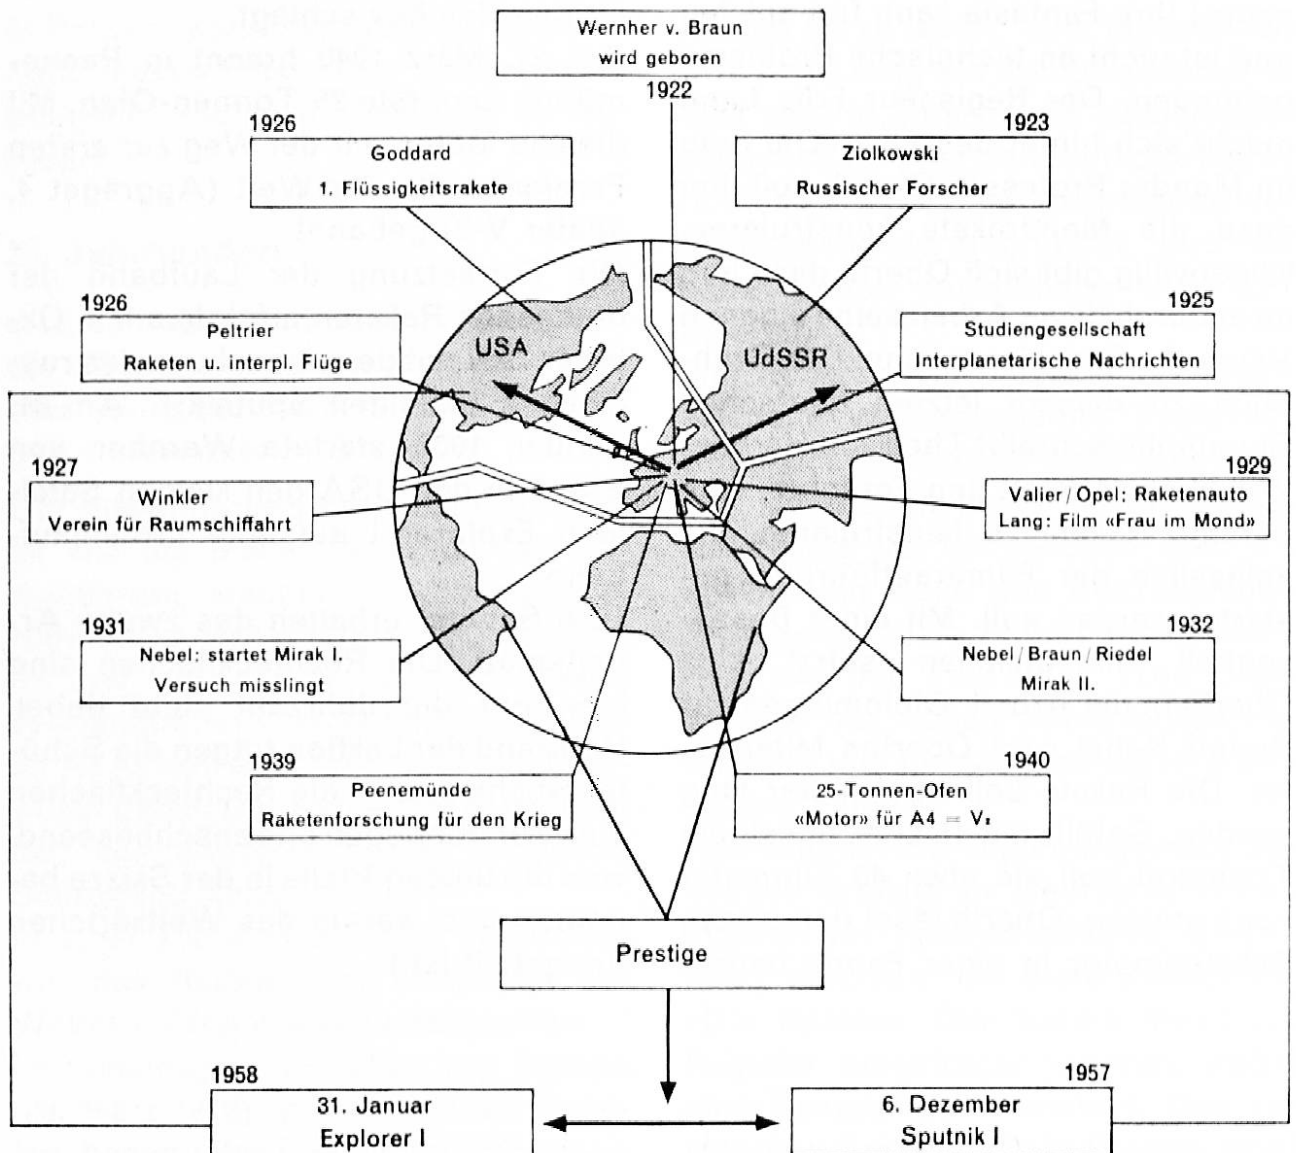 Wernher v. Braun
wird geboren
1922
1926
Goddard
1. Flüssigkeitsrakete
1923
Ziolkowski
Russischer Forscher
1926
Peltrier
Raketen u. interpl. Flüge
USA
UdSSR
1925
Studiengesellschaft
Interplanetarische Nachrichten
1927
Winkler
Verein für Raumschiffahrt
1929
Valier/Opel: Raketenauto
Lang: Film «Frau im Mond»
1931
Nebel: startet Mirak I.
Versuch misslingt
1932
Nebel/Braun/Riedel
Mirak II.
1939
Peenemünde
Raketenforschung für den Krieg
1940
25-Tonnen-Ofen
«Motor» für A4 = V₂
Prestige
1958
31. Januar
Explorer I
1957
6. Dezember
Sputnik I